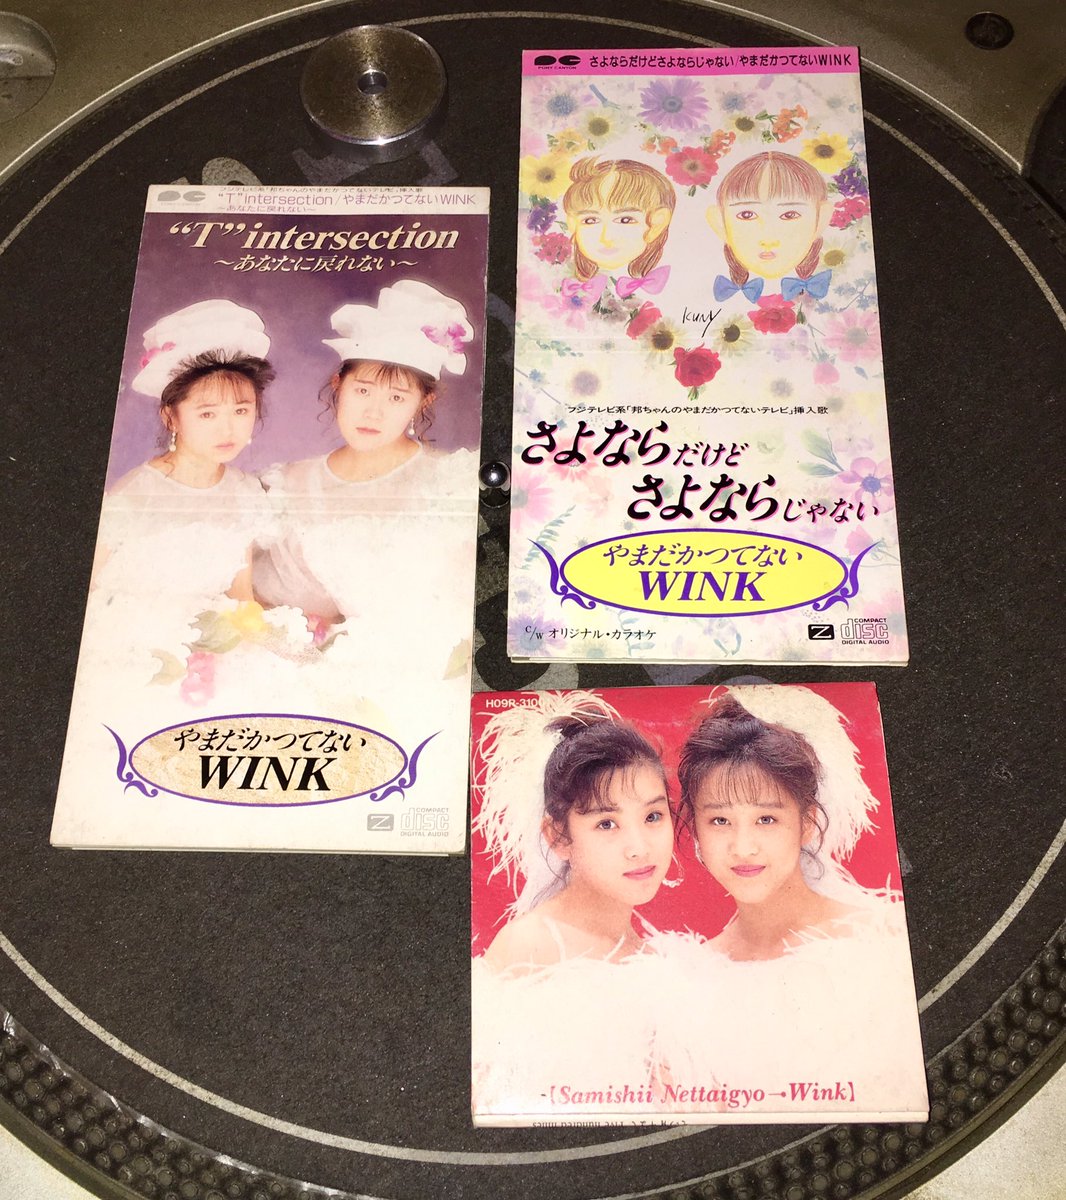 フジテレビ系「邦ちゃんのやまだかつてないテレビ」挿入歌
"T"intersection/やまだかつてないWINK
〜あなたに戻れない〜
“T”intersection
〜あなたに戻れない〜
やまだかつてない
WINK
Z
COMPACT
disc
DIGITAL AUDIO
PONY CANYON
さよならだけどさよならじゃない/やまだかつてないWINK
KUNY
フジテレビ系「邦ちゃんのやまだかつてないテレビ」挿入歌
さよならだけど
さよならじゃない
やまだかつてない
WINK
c/w オリジナル・カラオケ
Z
COMPACT
disc
DIGITAL AUDIO
H09R-310
【Samishii Nettaigyo→Wink】